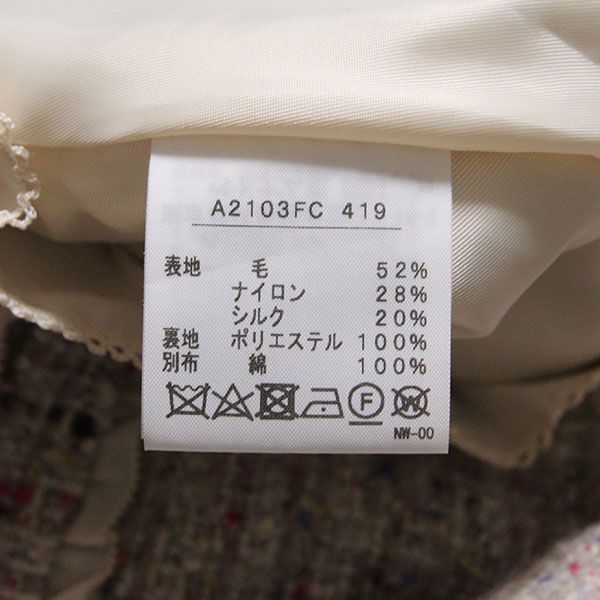 A2103FC 419
表地 毛 52%
ナイロン 28%
シルク 20%
裏地 ポリエステル 100%
別布 綿 100%
F W
NW-00